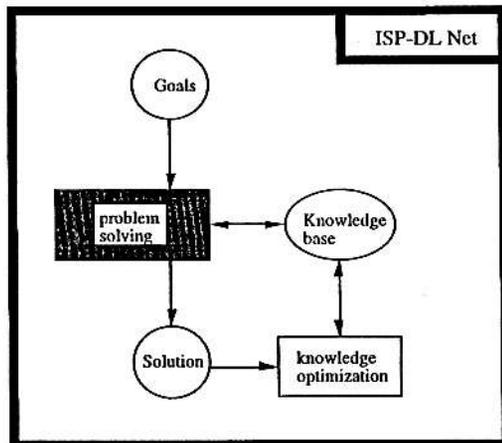 ISP-DL Net
Goals
problem
solving
Knowledge
base
Solution
knowledge
optimization